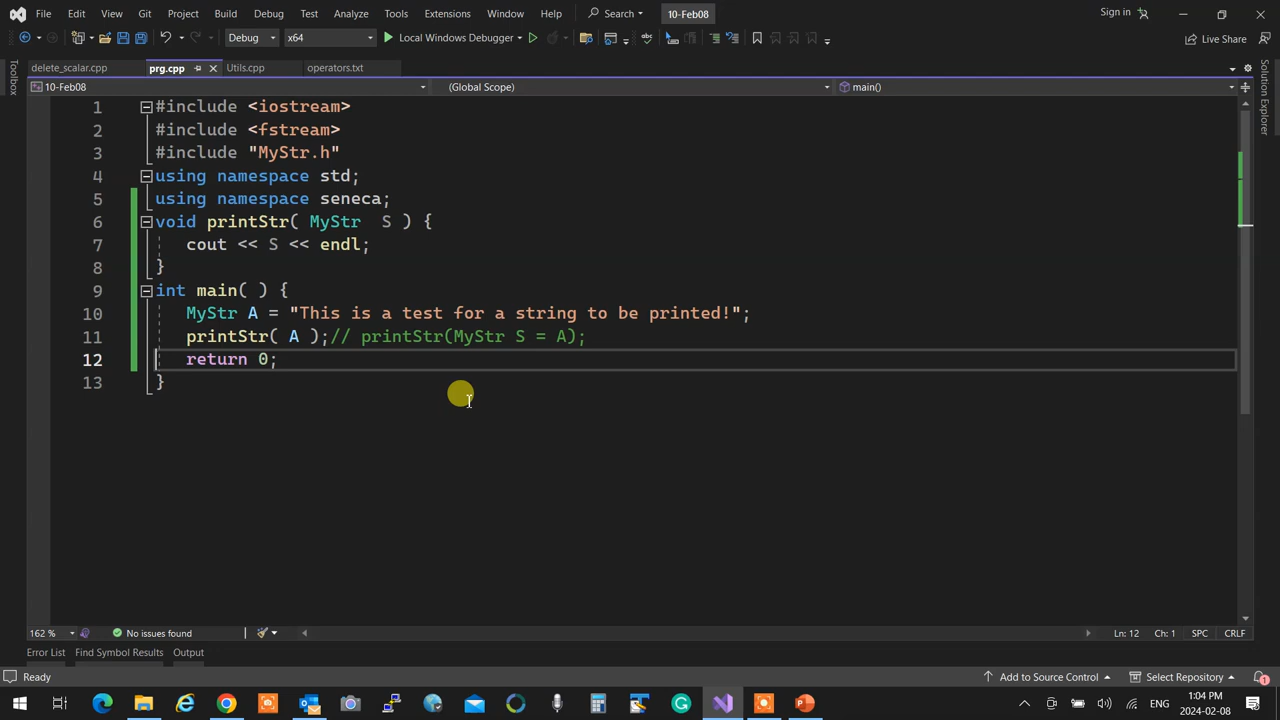 File Edit View Git Project Build Debug Test Analyze Tools Extensions Window Help Search 10-Feb08 Sign in
Debug x64 Local Windows Debugger Live Share
delete_scalar.cpp prg.cpp Utils.cpp operators.txt
Toolbox
Solution Explorer
10-Feb08 (Global Scope) main()
1 #include <iostream>
2 #include <fstream>
3 #include "MyStr.h"
4 using namespace std;
5 using namespace seneca;
6 void printStr( MyStr  S ) {
7 cout << S << endl;
8 }
9 int main( ) {
10 MyStr A = "This is a test for a string to be printed!";
11 printStr( A );// printStr(MyStr S = A);
12 return 0;
13 }
162 % No issues found Ln: 12 Ch: 1 SPC CRLF
Error List Find Symbol Results Output
Ready Add to Source Control Select Repository 1
ENG 1:04 PM
2024-02-08